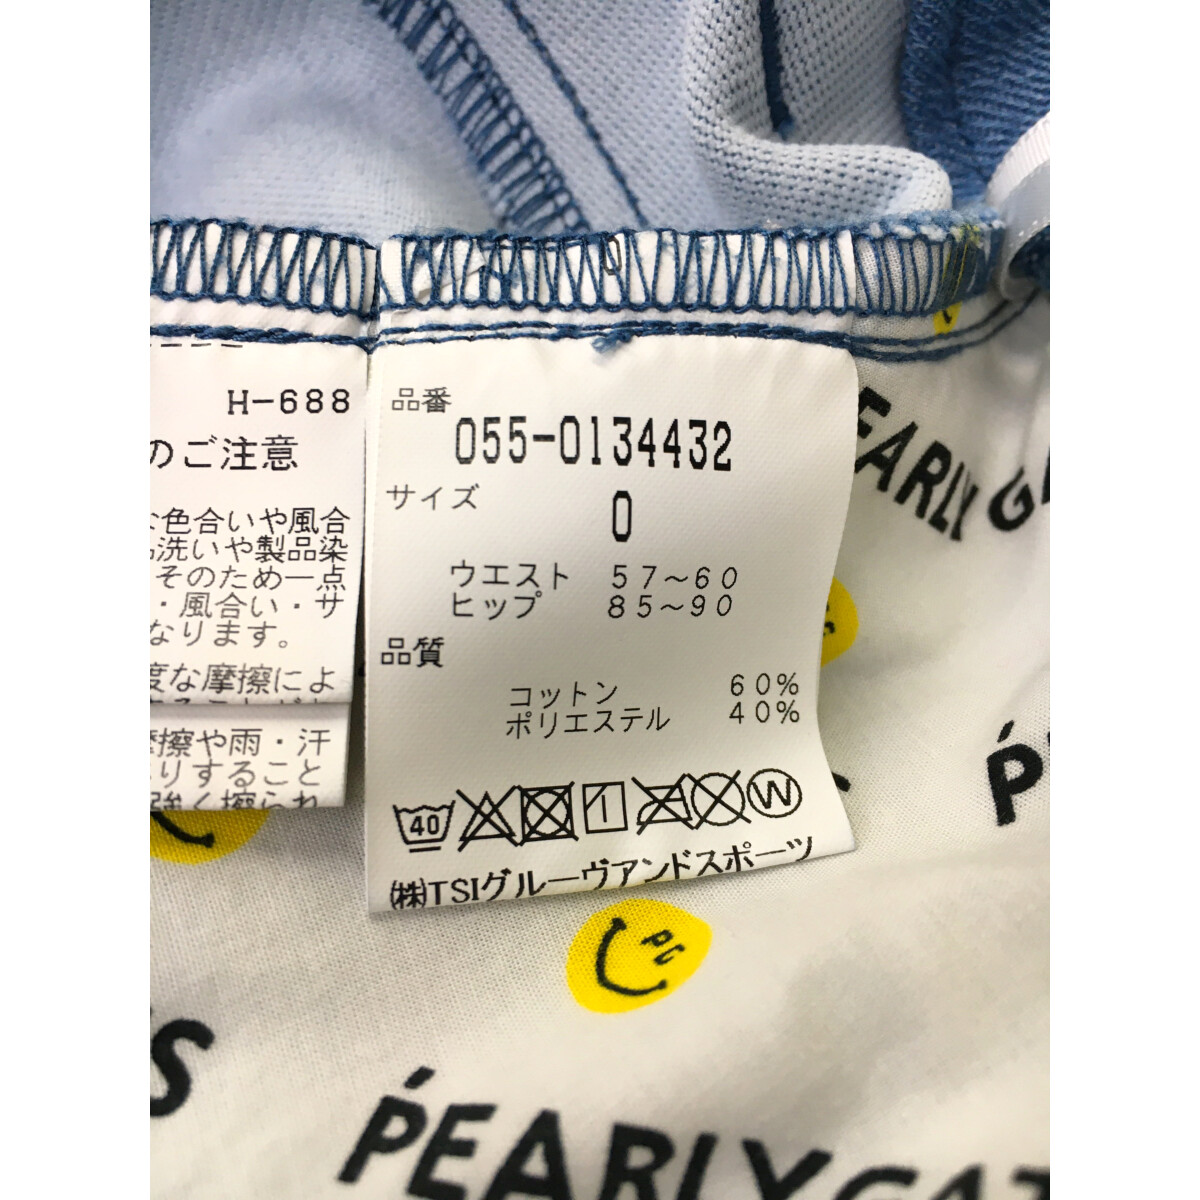 H-688
のご注意
色合いや風合
洗いや製品染
そのため一点
・風合い・サ
なります。
度な摩擦によ
摩擦や雨・汗
りすること
強く擦られ
品番
055-0134432
サイズ
0
ウエスト 57～60
ヒップ 85～90
品質
コットン 60%
ポリエステル 40%
40
W
㈱TSIグルーヴアンドスポーツ
EARLY GA
PG
S
PEARLY GAT